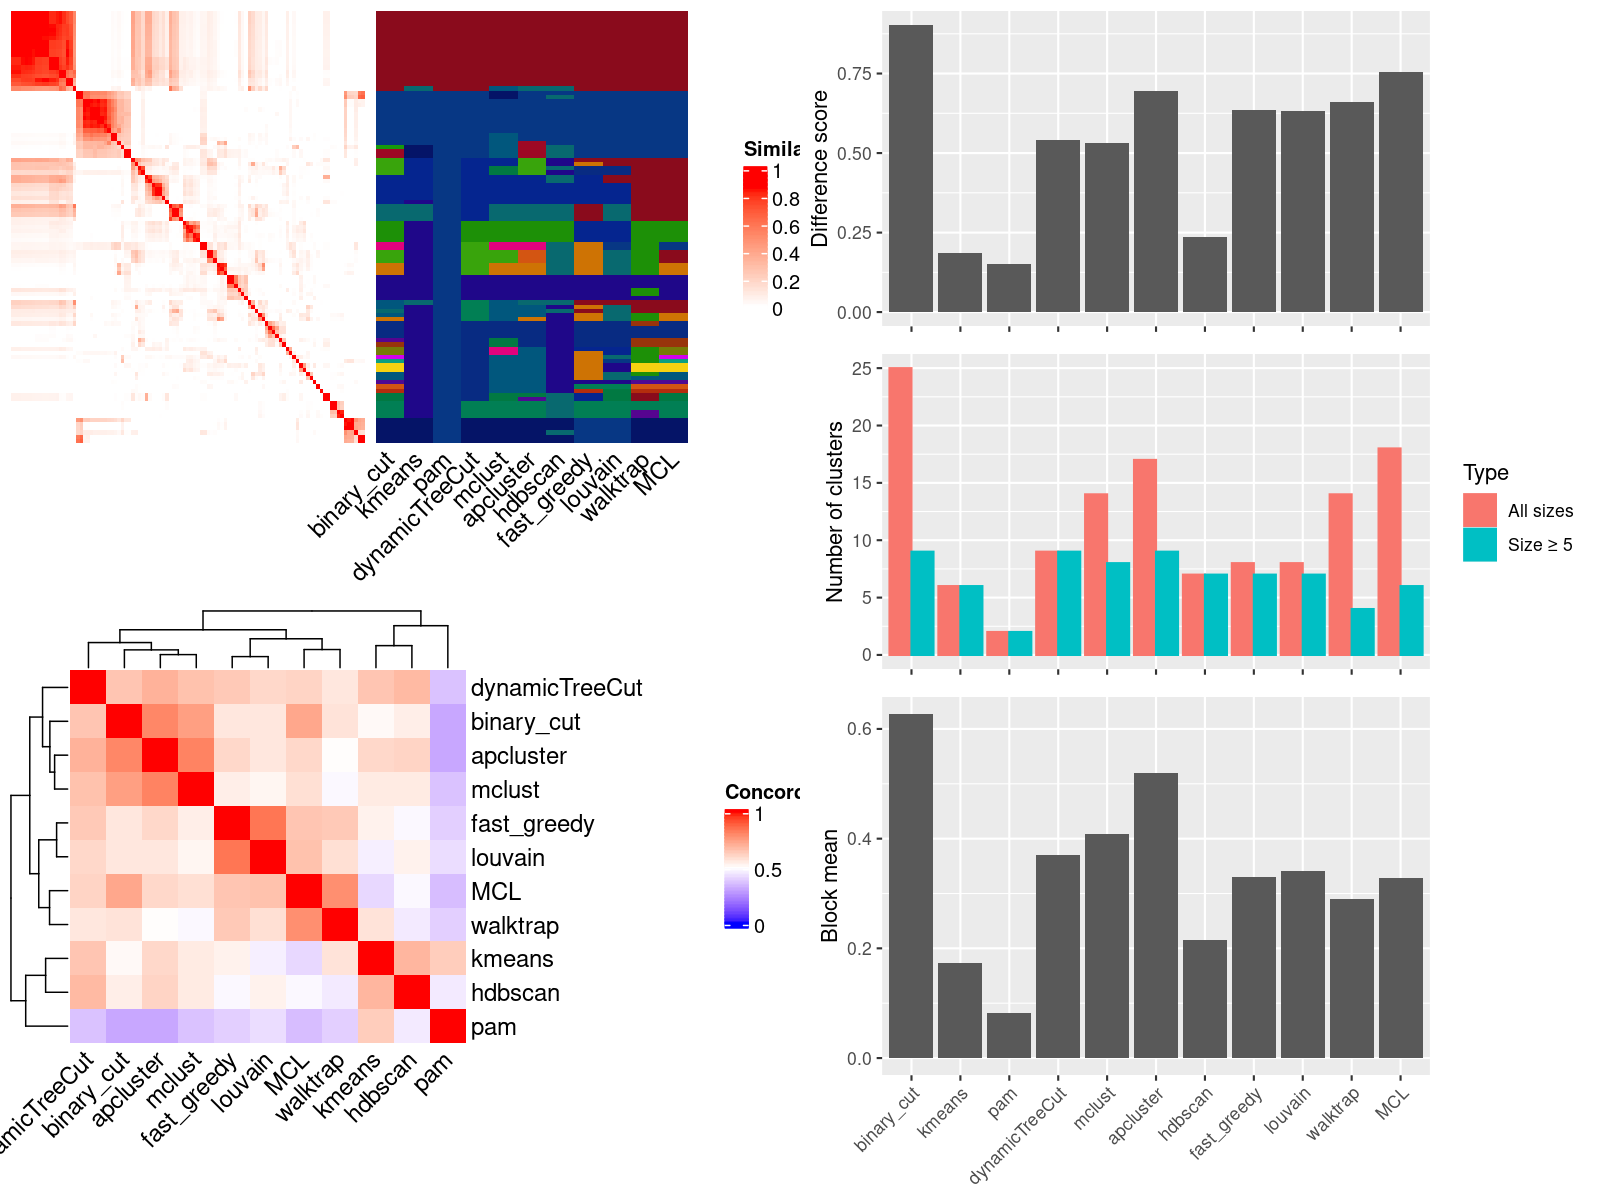 Simila
1
0.8
0.6
0.4
0.2
0
binary_cut
kmeans
pam
dynamicTreeCut
mclust
apcluster
hdbscan
fast_greedy
louvain
walktrap
MCL
dynamicTreeCut
binary_cut
apcluster
mclust
fast_greedy
louvain
MCL
walktrap
kmeans
hdbscan
pam
Concord
1
0.5
0
amicTreeCut
binary_cut
apcluster
mclust
fast_greedy
louvain
MCL
walktrap
kmeans
hdbscan
pam
Difference score
0.75
0.50
0.25
0.00
Number of clusters
25
20
15
10
5
0
Type
All sizes
Size ≥ 5
Block mean
0.6
0.4
0.2
0.0
binary_cut
kmeans
pam
dynamicTreeCut
mclust
apcluster
hdbscan
fast_greedy
louvain
walktrap
MCL